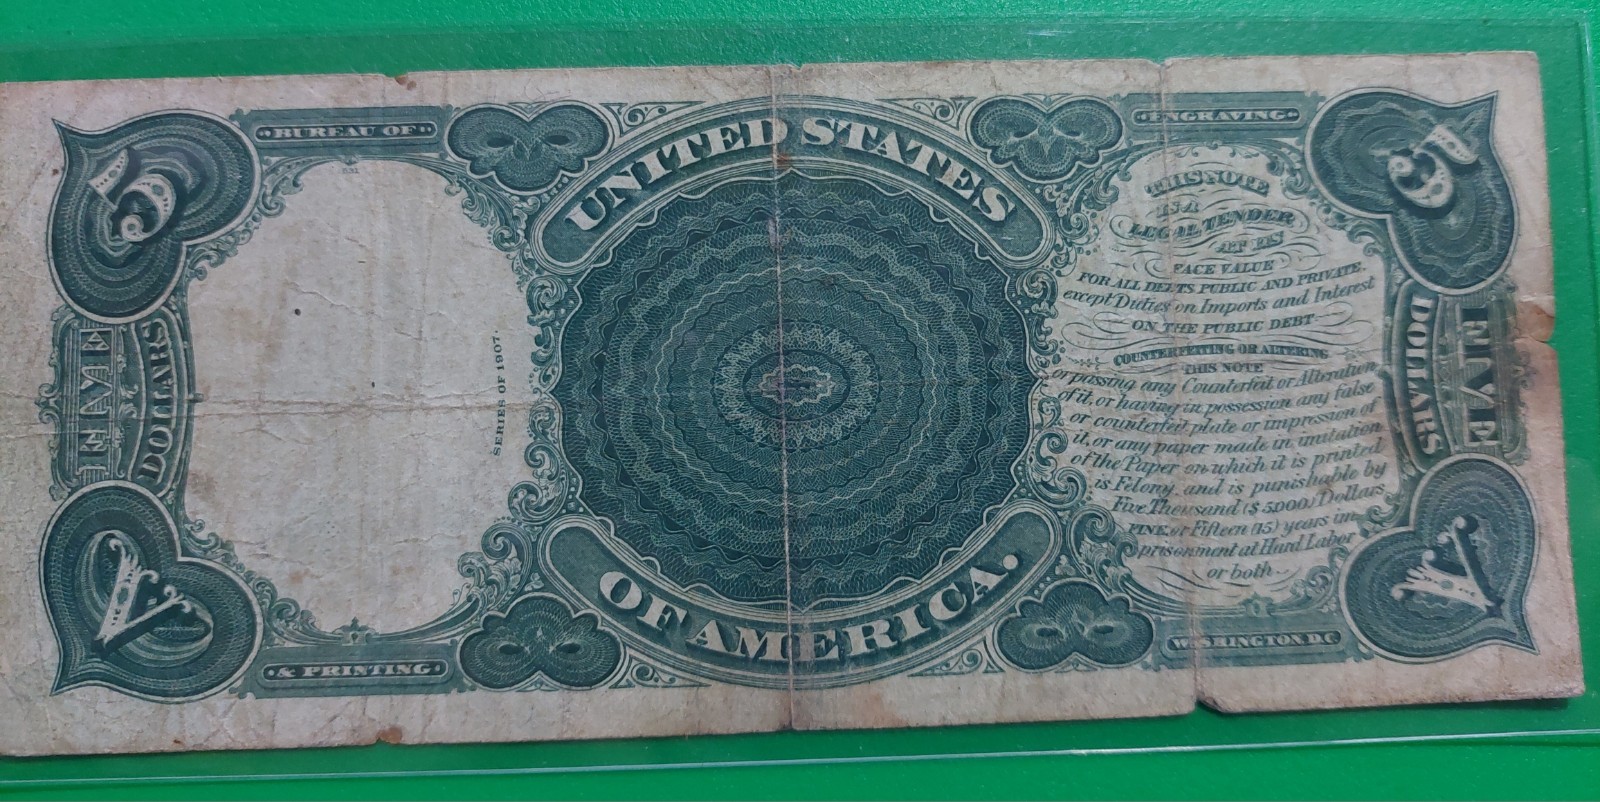 BUREAU OF
ENGRAVING
& PRINTING
WASHINGTON D.C.
UNITED STATES
OF AMERICA.
5
5
V
V
FIVE
DOLLARS
FIVE
DOLLARS
SERIES OF 1907.
THIS NOTE
IS A
LEGAL TENDER
AT ITS
FACE VALUE
FOR ALL DEBTS PUBLIC AND PRIVATE,
except Duties on Imports and Interest
ON THE PUBLIC DEBT.
COUNTERFEITING OR ALTERING
THIS NOTE
or passing any Counterfeit or Alteration
of it, or having in possession any false
or counterfeit plate or impression of
it, or any paper made in imitation
of the Paper on which it is printed
is Felony, and is punishable by
Five Thousand ($5,000) Dollars
FINE or Fifteen (15) years im-
prisonment at Hard Labor
or both